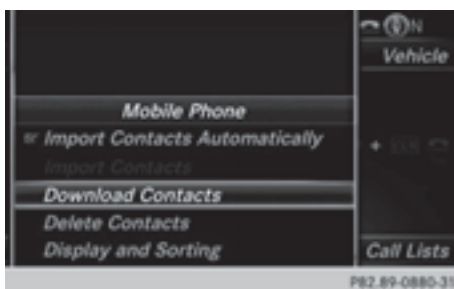 N
Vehicle
Mobile Phone
Import Contacts Automatically
Import Contacts
Download Contacts
Delete Contacts
Display and Sorting
Call Lists
P82.89-0880-31